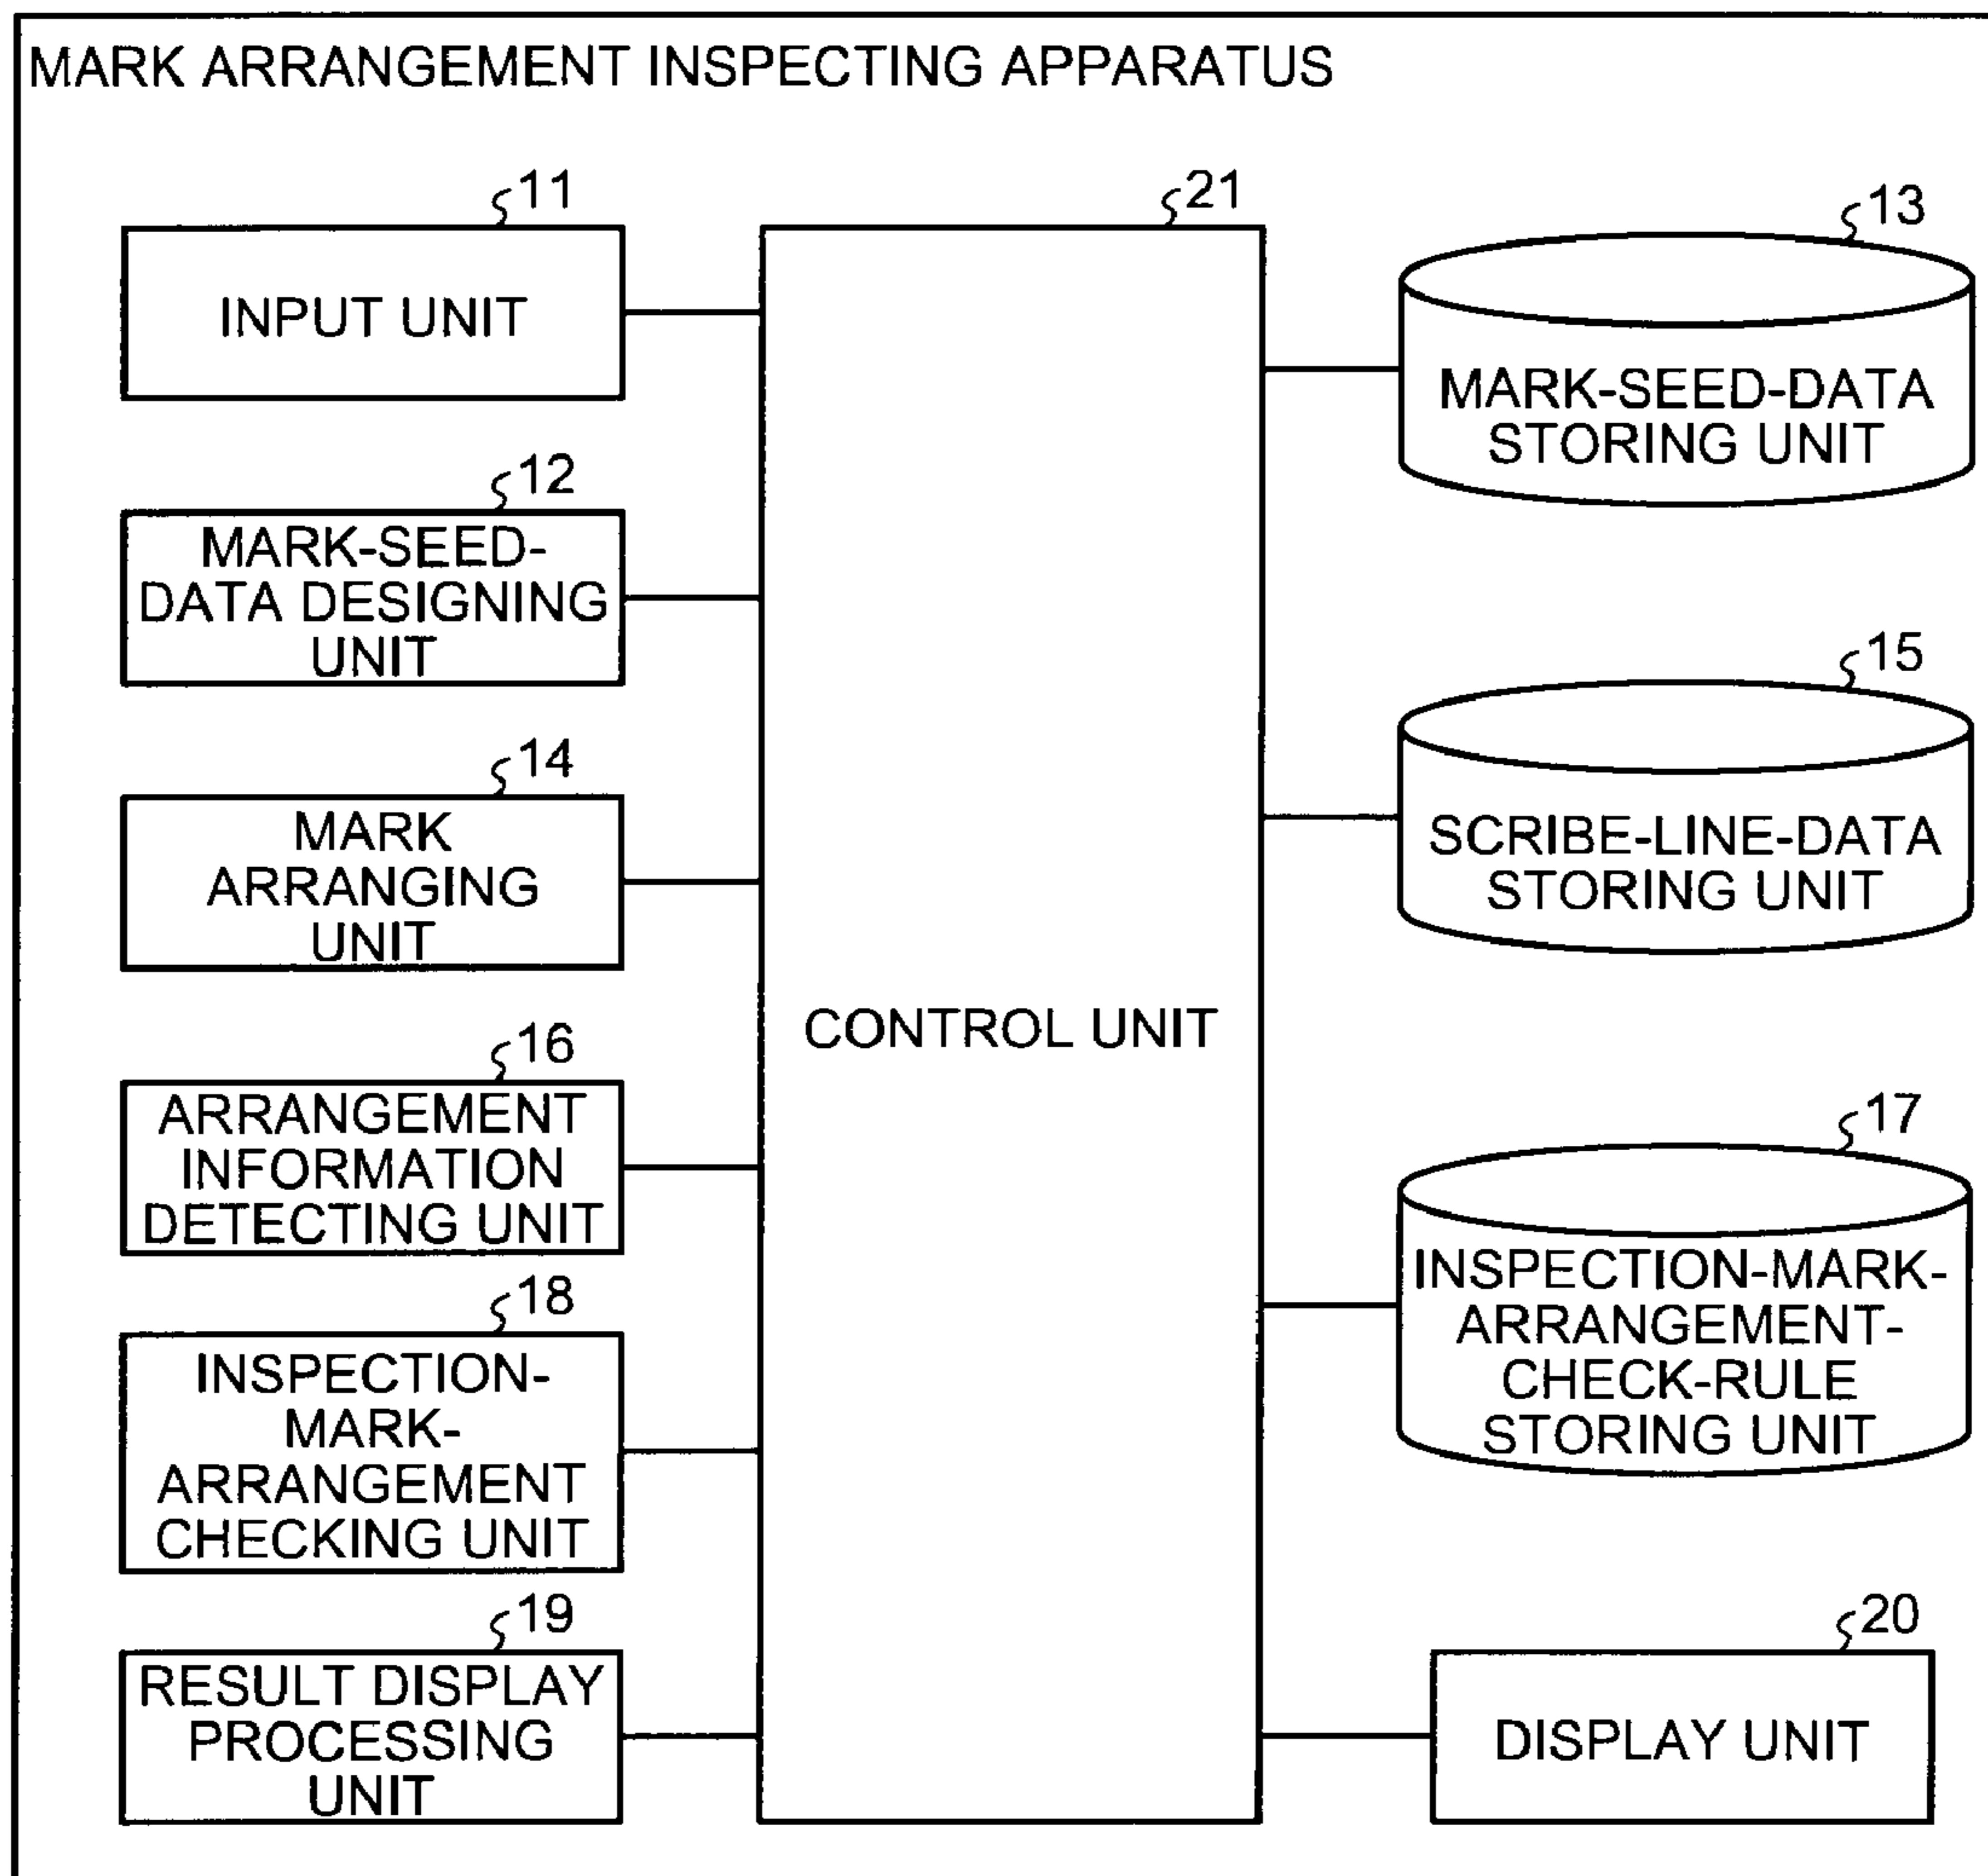 MARK ARRANGEMENT INSPECTING APPARATUS
11
INPUT UNIT
12
MARK-SEED-
DATA DESIGNING
UNIT
14
MARK
ARRANGING
UNIT
16
ARRANGEMENT
INFORMATION
DETECTING UNIT
18
INSPECTION-
MARK-
ARRANGEMENT
CHECKING UNIT
19
RESULT DISPLAY
PROCESSING
UNIT
21
CONTROL UNIT
13
MARK-SEED-DATA
STORING UNIT
15
SCRIBE-LINE-DATA
STORING UNIT
17
INSPECTION-MARK-
ARRANGEMENT-
CHECK-RULE
STORING UNIT
20
DISPLAY UNIT